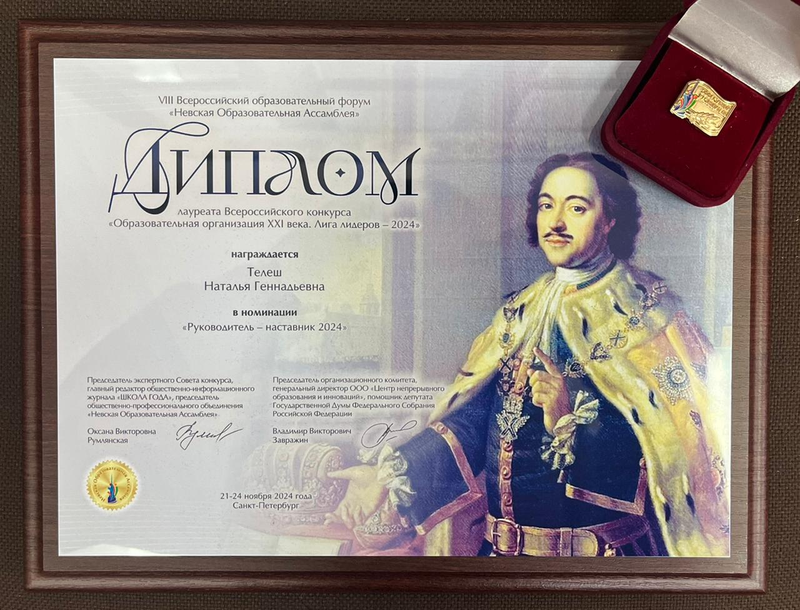 VIII Всероссийский образовательный форум
«Невская Образовательная Ассамблея»
ДИПЛОМ
лауреата Всероссийского конкурса
«Образовательная организация XXI века. Лига лидеров – 2024»
награждается
Телеш
Наталья Геннадьевна
в номинации
«Руководитель – наставник 2024»
Председатель экспертного Совета конкурса,
главный редактор общественно-информационного
журнала «ШКОЛА ГОДА», председатель
общественно-профессионального объединения
«Невская Образовательная Ассамблея»
Оксана Викторовна
Румлянская
Председатель организационного комитета,
генеральный директор ООО «Центр непрерывного
образования и инноваций», помощник депутата
Государственной Думы Федерального Собрания
Российской Федерации
Владимир Викторович
Завражин
21-24 ноября 2024 года
Санкт-Петербург